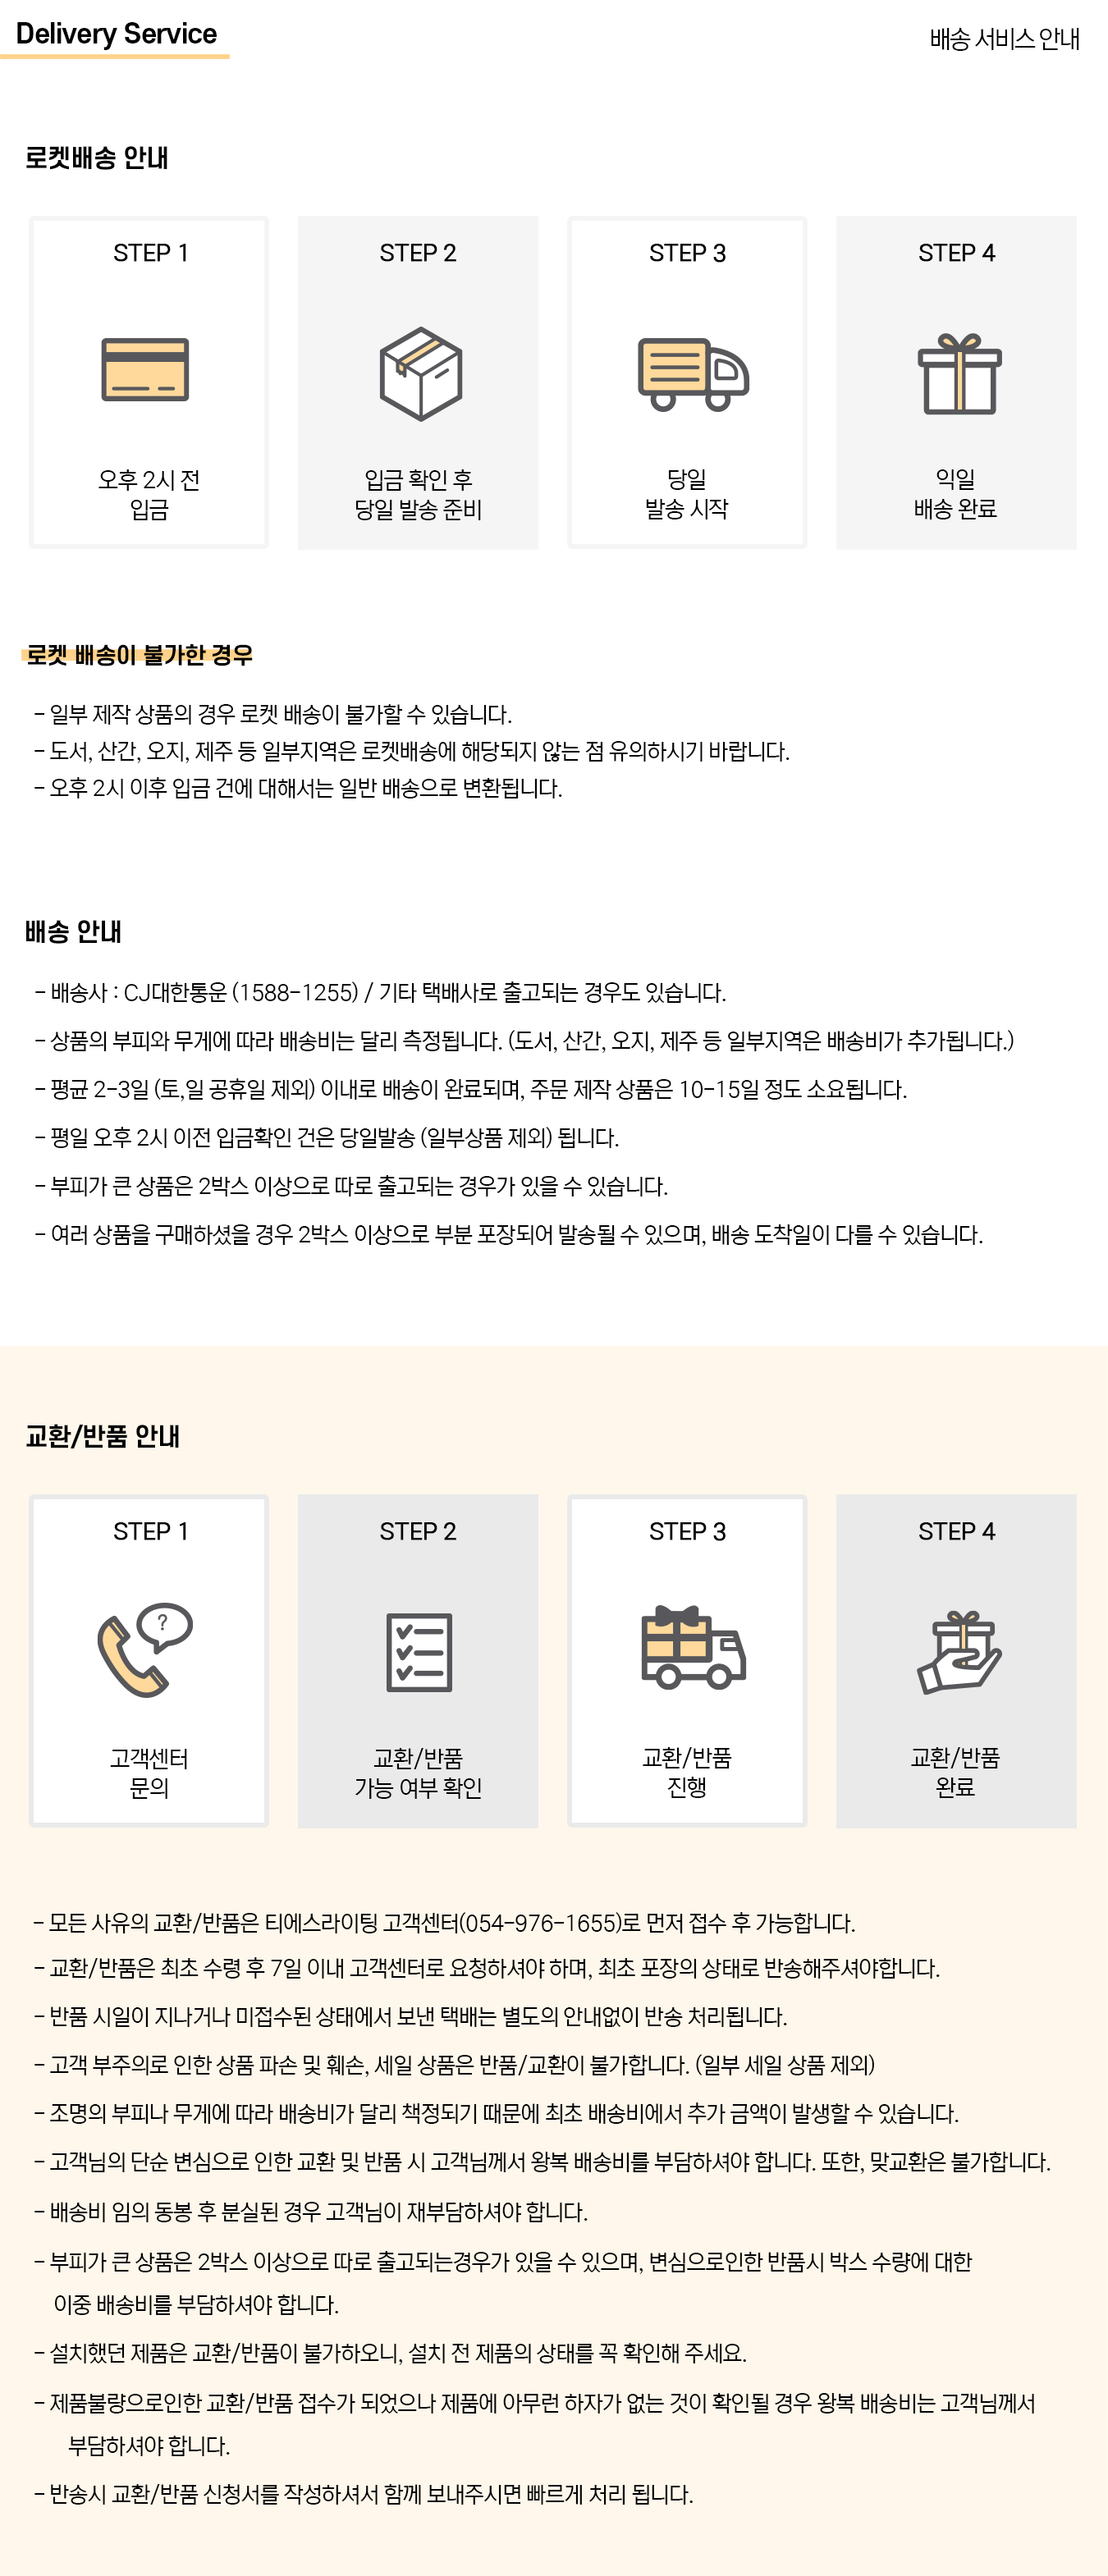 Delivery Service
배송 서비스 안내
로켓배송 안내
STEP 1
오후 2시 전
입금
STEP 2
입금 확인 후
당일 발송 준비
STEP 3
당일
발송 시작
STEP 4
익일
배송 완료
로켓 배송이 불가한 경우
- 일부 제작 상품의 경우 로켓 배송이 불가할 수 있습니다.
- 도서, 산간, 오지, 제주 등 일부지역은 로켓배송에 해당되지 않는 점 유의하시기 바랍니다.
- 오후 2시 이후 입금 건에 대해서는 일반 배송으로 변환됩니다.
배송 안내
- 배송사 : CJ대한통운 (1588-1255) / 기타 택배사로 출고되는 경우도 있습니다.
- 상품의 부피와 무게에 따라 배송비는 달리 측정됩니다. (도서, 산간, 오지, 제주 등 일부지역은 배송비가 추가됩니다.)
- 평균 2-3일 (토,일 공휴일 제외) 이내로 배송이 완료되며, 주문 제작 상품은 10-15일 정도 소요됩니다.
- 평일 오후 2시 이전 입금확인 건은 당일발송 (일부상품 제외) 됩니다.
- 부피가 큰 상품은 2박스 이상으로 따로 출고되는 경우가 있을 수 있습니다.
- 여러 상품을 구매하셨을 경우 2박스 이상으로 부분 포장되어 발송될 수 있으며, 배송 도착일이 다를 수 있습니다.
교환/반품 안내
STEP 1
?
고객센터
문의
STEP 2
교환/반품
가능 여부 확인
STEP 3
교환/반품
진행
STEP 4
교환/반품
완료
- 모든 사유의 교환/반품은 티에스라이팅 고객센터(054-976-1655)로 먼저 접수 후 가능합니다.
- 교환/반품은 최초 수령 후 7일 이내 고객센터로 요청하셔야 하며, 최초 포장의 상태로 반송해주셔야합니다.
- 반품 시일이 지나거나 미접수된 상태에서 보낸 택배는 별도의 안내없이 반송 처리됩니다.
- 고객 부주의로 인한 상품 파손 및 훼손, 세일 상품은 반품/교환이 불가합니다. (일부 세일 상품 제외)
- 조명의 부피나 무게에 따라 배송비가 달리 책정되기 때문에 최초 배송비에서 추가 금액이 발생할 수 있습니다.
- 고객님의 단순 변심으로 인한 교환 및 반품 시 고객님께서 왕복 배송비를 부담하셔야 합니다. 또한, 맞교환은 불가합니다.
- 배송비 임의 동봉 후 분실된 경우 고객님이 재부담하셔야 합니다.
- 부피가 큰 상품은 2박스 이상으로 따로 출고되는경우가 있을 수 있으며, 변심으로인한 반품시 박스 수량에 대한
이중 배송비를 부담하셔야 합니다.
- 설치했던 제품은 교환/반품이 불가하오니, 설치 전 제품의 상태를 꼭 확인해 주세요.
- 제품불량으로인한 교환/반품 접수가 되었으나 제품에 아무런 하자가 없는 것이 확인될 경우 왕복 배송비는 고객님께서
부담하셔야 합니다.
- 반송시 교환/반품 신청서를 작성하셔서 함께 보내주시면 빠르게 처리 됩니다.